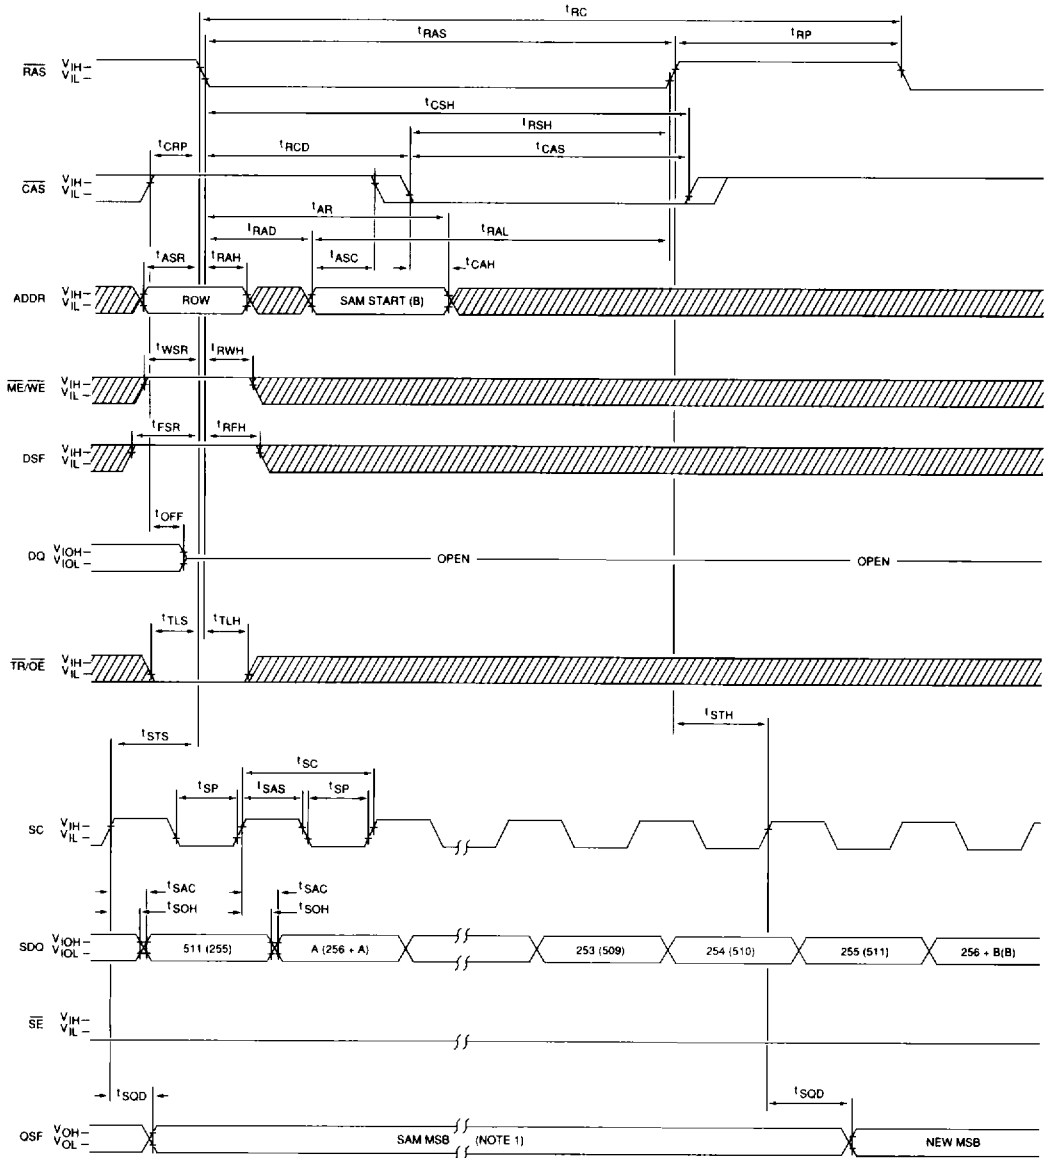 tRC
tRAS
tRP
RAS VIH VIL
tCSH
tRSH
tCRP
tRCD
tCAS
CAS VIH VIL
tAR
tRAD
tRAL
tASR
tRAH
tASC
tCAH
ADDR VIH VIL ROW SAM START (B)
tWSR
tRWH
ME/WE VIH VIL
tFSR
tRFH
DSF VIH VIL
tOFF
DQ VIOH VIOL OPEN OPEN
tTLS
tTLH
TR/OE VIH VIL
tSTH
tSTS
tSC
tSP
tSAS
tSP
SC VIH VIL
tSAC
tSAC
tSOH
tSOH
SDQ VIOH VIOL 511 (255) A (256 + A) 253 (509) 254 (510) 255 (511) 256 + B(B)
SE VIH VIL
tSQD
tSQD
QSF VOH VOL SAM MSB (NOTE 1) NEW MSB